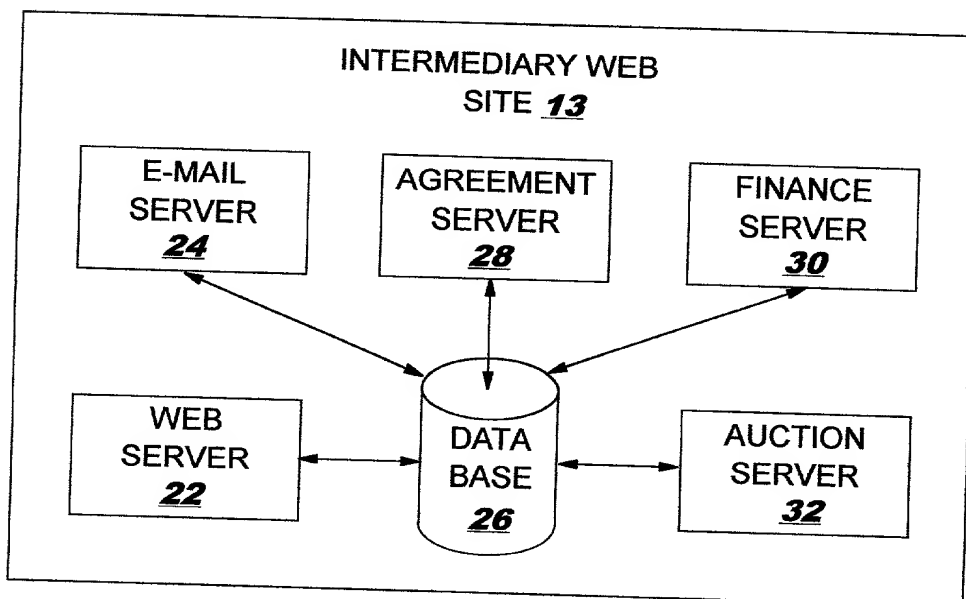 INTERMEDIARY WEB
SITE 13
E-MAIL
SERVER
24
AGREEMENT
SERVER
28
FINANCE
SERVER
30
WEB
SERVER
22
DATA
BASE
26
AUCTION
SERVER
32